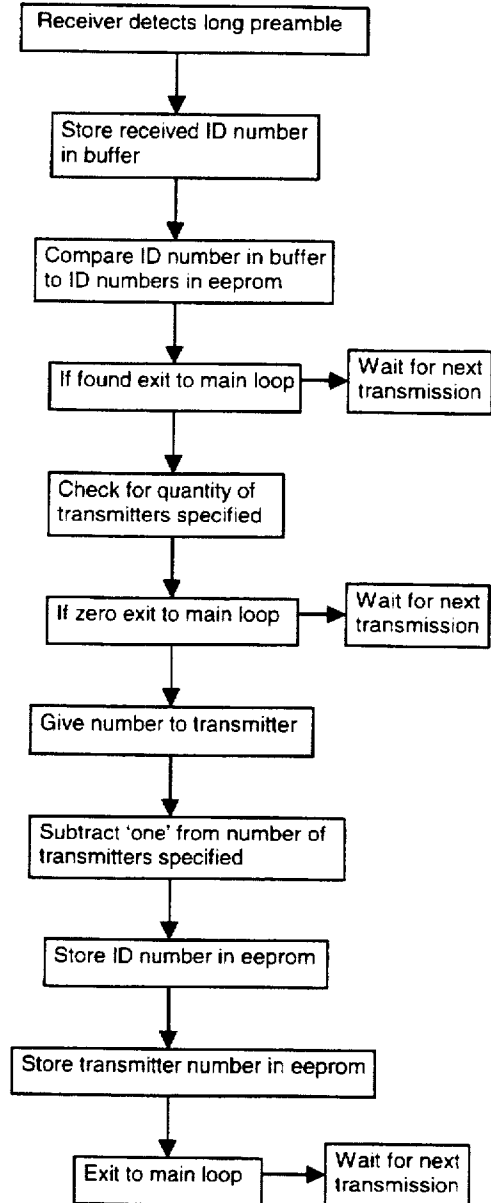 Receiver detects long preamble
Store received ID number
in buffer
Compare ID number in buffer
to ID numbers in eeprom
If found exit to main loop
Wait for next
transmission
Check for quantity of
transmitters specified
If zero exit to main loop
Wait for next
transmission
Give number to transmitter
Subtract 'one' from number of
transmitters specified
Store ID number in eeprom
Store transmitter number in eeprom
Exit to main loop
Wait for next
transmission